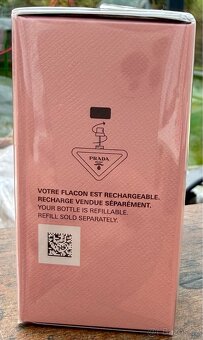 PRADA
VOTRE FLACON EST RECHARGEABLE.
RECHARGE VENDUE SÉPARÉMENT.
YOUR BOTTLE IS REFILLABLE.
REFILL SOLD SEPARATELY.